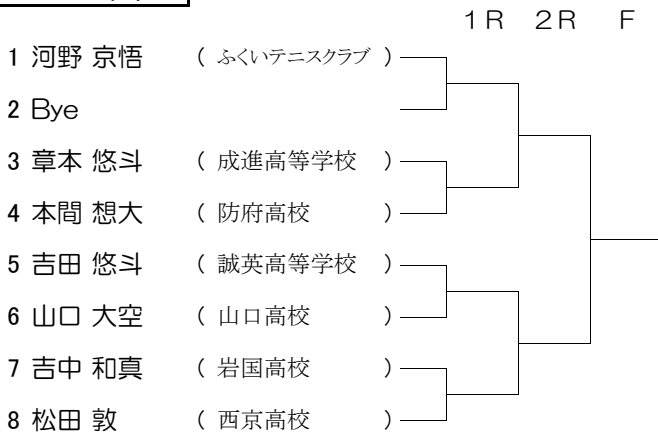 1R 2R F
1 河野 京悟 ( ふくいテニスクラブ )
2 Bye
3 章本 悠斗 ( 成進高等学校 )
4 本間 想大 ( 防府高校 )
5 吉田 悠斗 ( 誠英高等学校 )
6 山口 大空 ( 山口高校 )
7 吉中 和真 ( 岩国高校 )
8 松田 敦 ( 西京高校 )